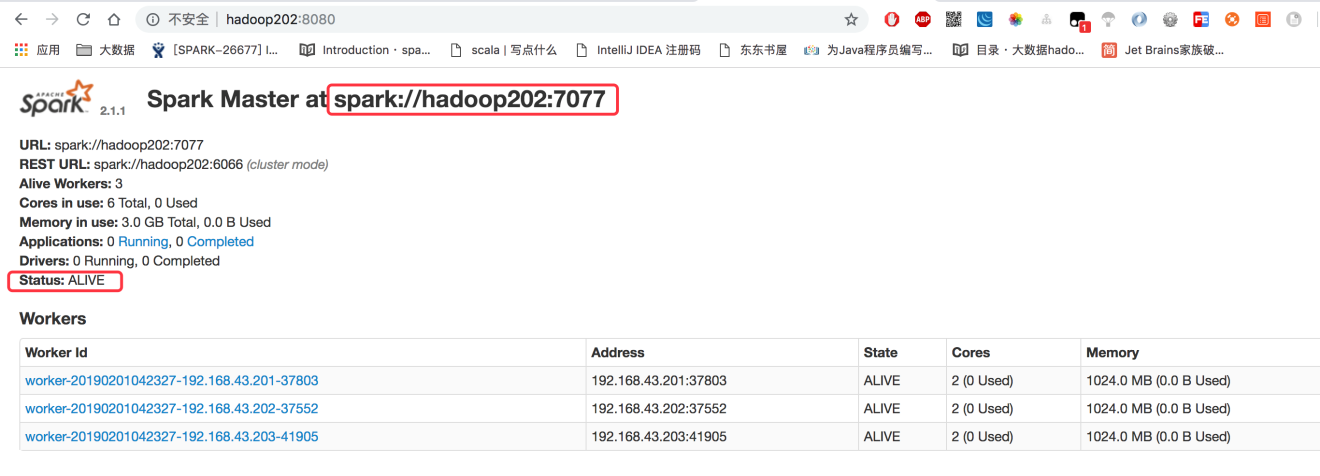 不安全 hadoop202:8080
ABP
FE
1
应用 大数据 [SPARK-26677] I... Introduction · spa... scala | 写点什么 IntelliJ IDEA 注册码 东东书屋 为Java程序员编写... 目录 · 大数据hado... 简 Jet Brains家族破...
APACHE
Spark 2.1.1 Spark Master at spark://hadoop202:7077
URL: spark://hadoop202:7077
REST URL: spark://hadoop202:6066 (cluster mode)
Alive Workers: 3
Cores in use: 6 Total, 0 Used
Memory in use: 3.0 GB Total, 0.0 B Used
Applications: 0 Running, 0 Completed
Drivers: 0 Running, 0 Completed
Status: ALIVE
Workers
Worker Id Address State Cores Memory
worker-20190201042327-192.168.43.201-37803 192.168.43.201:37803 ALIVE 2 (0 Used) 1024.0 MB (0.0 B Used)
worker-20190201042327-192.168.43.202-37552 192.168.43.202:37552 ALIVE 2 (0 Used) 1024.0 MB (0.0 B Used)
worker-20190201042327-192.168.43.203-41905 192.168.43.203:41905 ALIVE 2 (0 Used) 1024.0 MB (0.0 B Used)